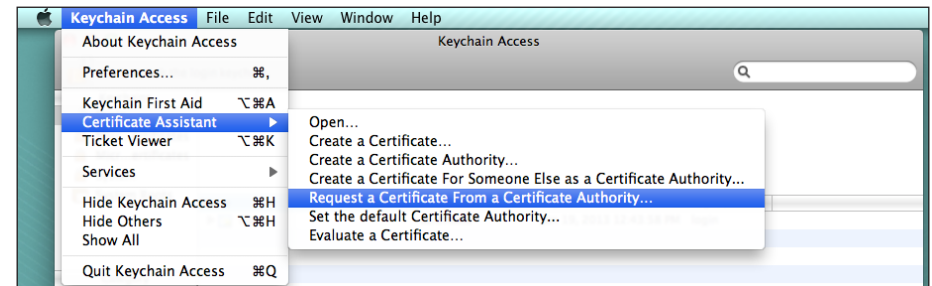 Keychain Access File Edit View Window Help
Keychain Access
About Keychain Access
Preferences... ⌘,
Keychain First Aid ⌥⌘A
Certificate Assistant
Ticket Viewer ⌥⌘K
Services
Hide Keychain Access ⌘H
Hide Others ⌥⌘H
Show All
Quit Keychain Access ⌘Q
Open...
Create a Certificate...
Create a Certificate Authority...
Create a Certificate For Someone Else as a Certificate Authority...
Request a Certificate From a Certificate Authority...
Set the default Certificate Authority...
Evaluate a Certificate...